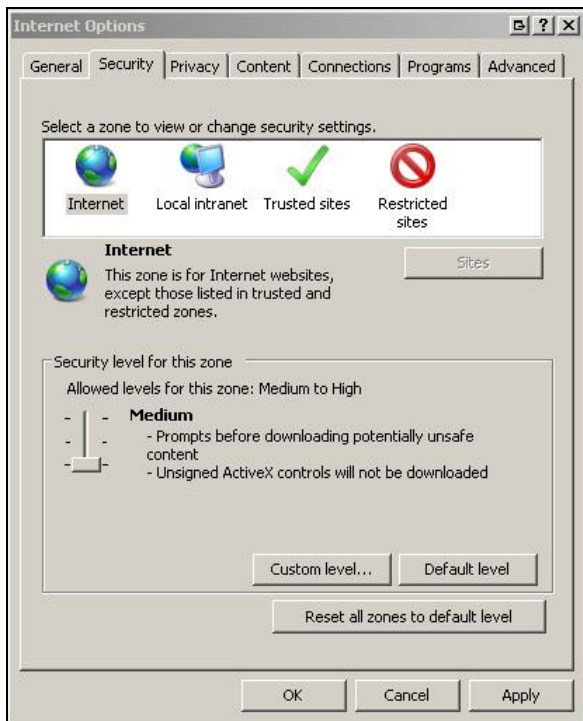 Internet Options
General Security Privacy Content Connections Programs Advanced
Select a zone to view or change security settings.
Internet Local intranet Trusted sites Restricted
sites
Internet
Sites
This zone is for Internet websites,
except those listed in trusted and
restricted zones.
Security level for this zone
Allowed levels for this zone: Medium to High
Medium
- Prompts before downloading potentially unsafe
content
- Unsigned ActiveX controls will not be downloaded
Custom level... Default level
Reset all zones to default level
OK Cancel Apply